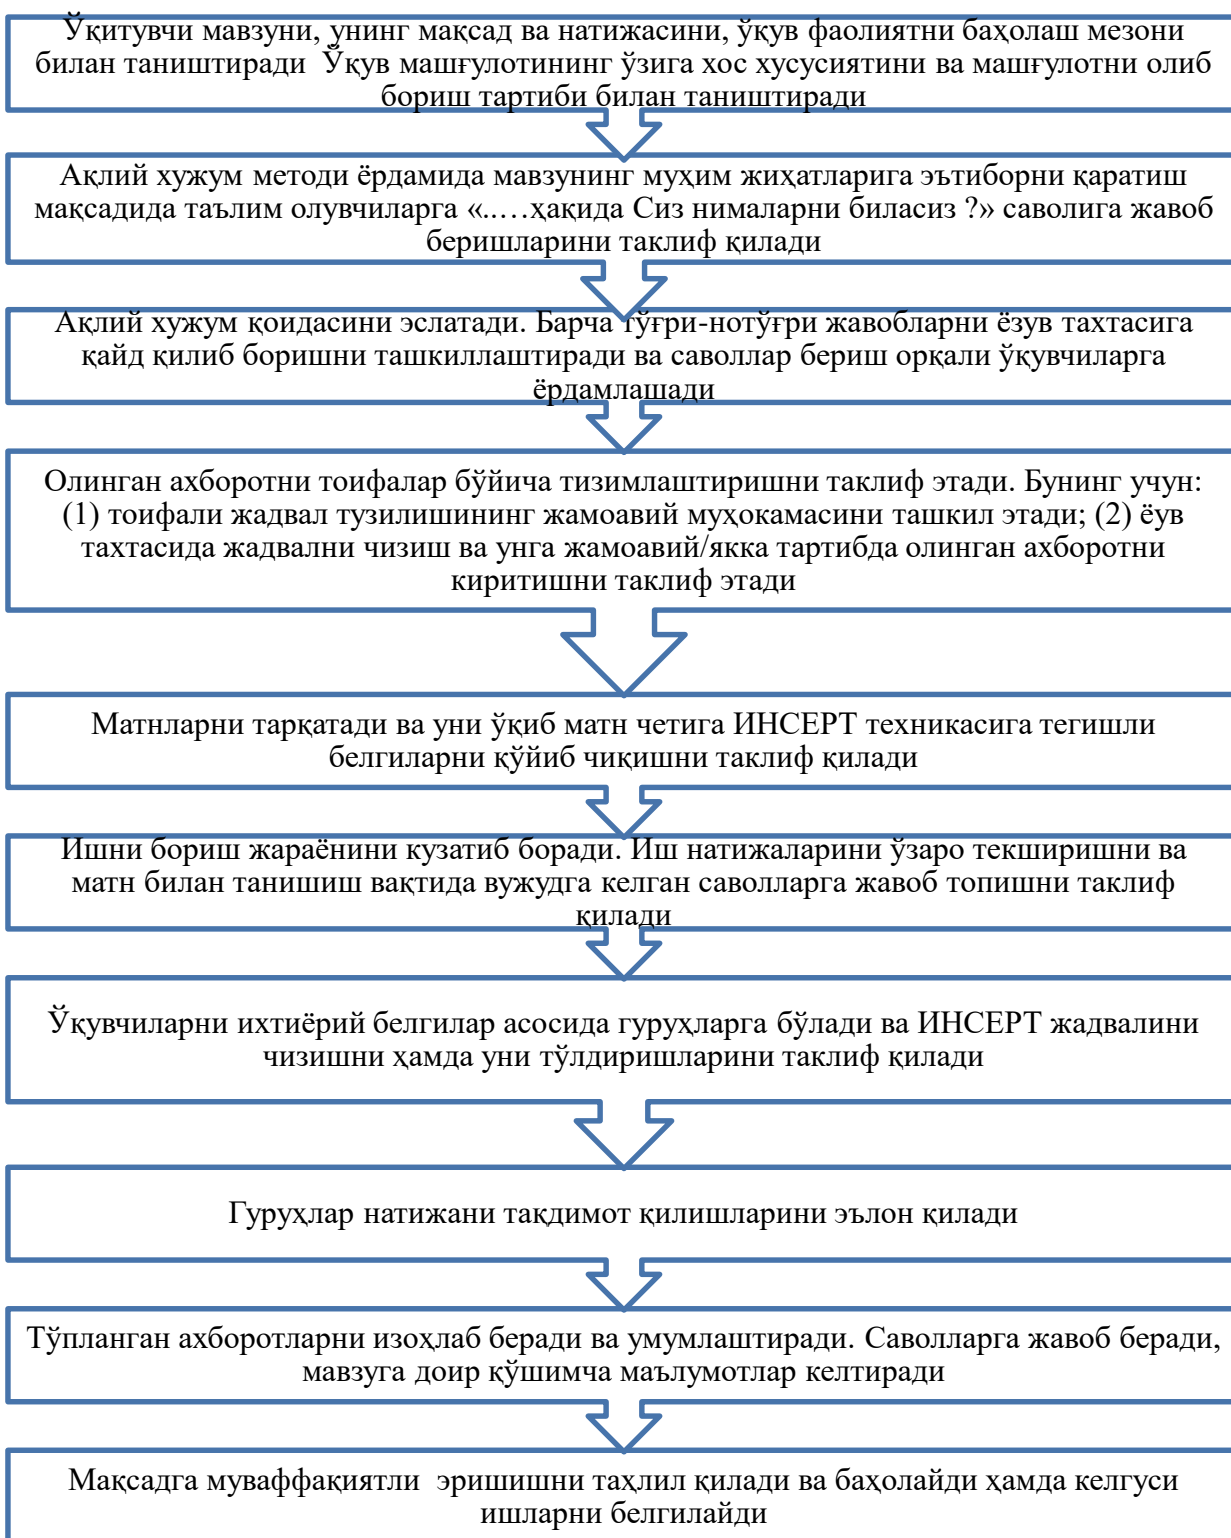 Ўқитувчи мавзуни, унинг мақсад ва натижасини, ўқув фаолиятни баҳолаш мезони
билан таништиради Ўқув машғулотининг ўзига хос хусусиятини ва машғулотни олиб
бориш тартиби билан таништиради
Ақлий хужум методи ёрдамида мавзунинг муҳим жиҳатларига эътиборни қаратиш
мақсадида таълим олувчиларга «..…ҳақида Сиз нималарни биласиз ?» саволига жавоб
беришларини таклиф қилади
Ақлий хужум қоидасини эслатади. Барча тўғри-нотўғри жавобларни ёзув тахтасига
қайд қилиб боришни ташкиллаштиради ва саволлар бериш орқали ўқувчиларга
ёрдамлашади
Олинган ахборотни тоифалар бўйича тизимлаштиришни таклиф этади. Бунинг учун:
(1) тоифали жадвал тузилишининг жамоавий муҳокамасини ташкил этади; (2) ёув
тахтасида жадвални чизиш ва унга жамоавий/якка тартибда олинган ахборотни
киритишни таклиф этади
Матнларни тарқатади ва уни ўқиб матн четига ИНСЕРТ техникасига тегишли
белгиларни қўйиб чиқишни таклиф қилади
Ишни бориш жараёнини кузатиб боради. Иш натижаларини ўзаро текширишни ва
матн билан танишиш вақтида вужудга келган саволларга жавоб топишни таклиф
қилади
Ўқувчиларни ихтиёрий белгилар асосида гуруҳларга бўлади ва ИНСЕРТ жадвалини
чизишни ҳамда уни тўлдиришларини таклиф қилади
Гуруҳлар натижани тақдимот қилишларини эълон қилади
Тўпланган ахборотларни изоҳлаб беради ва умумлаштиради. Саволларга жавоб беради,
мавзуга доир қўшимча маълумотлар келтиради
Мақсадга муваффақиятли эришишни таҳлил қилади ва баҳолайди ҳамда келгуси
ишларни белгилайди